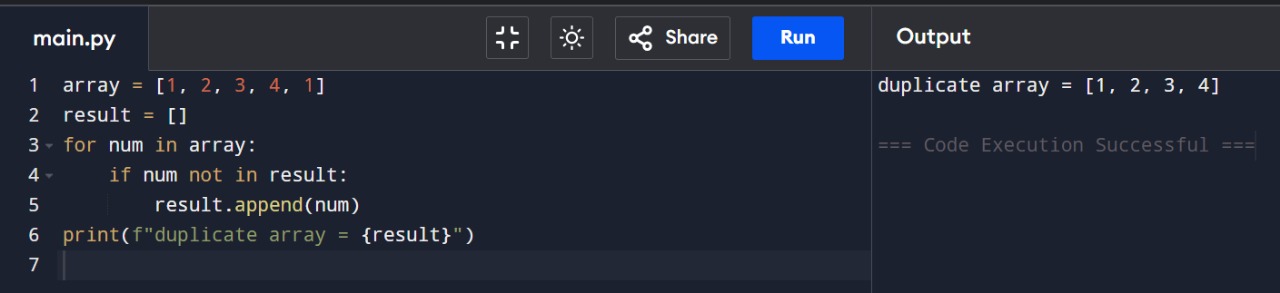 main.py
Share
Run
Output
1 array = [1, 2, 3, 4, 1]
2 result = []
3 for num in array:
4     if num not in result:
5         result.append(num)
6 print(f"duplicate array = {result}")
7
duplicate array = [1, 2, 3, 4]
=== Code Execution Successful ===